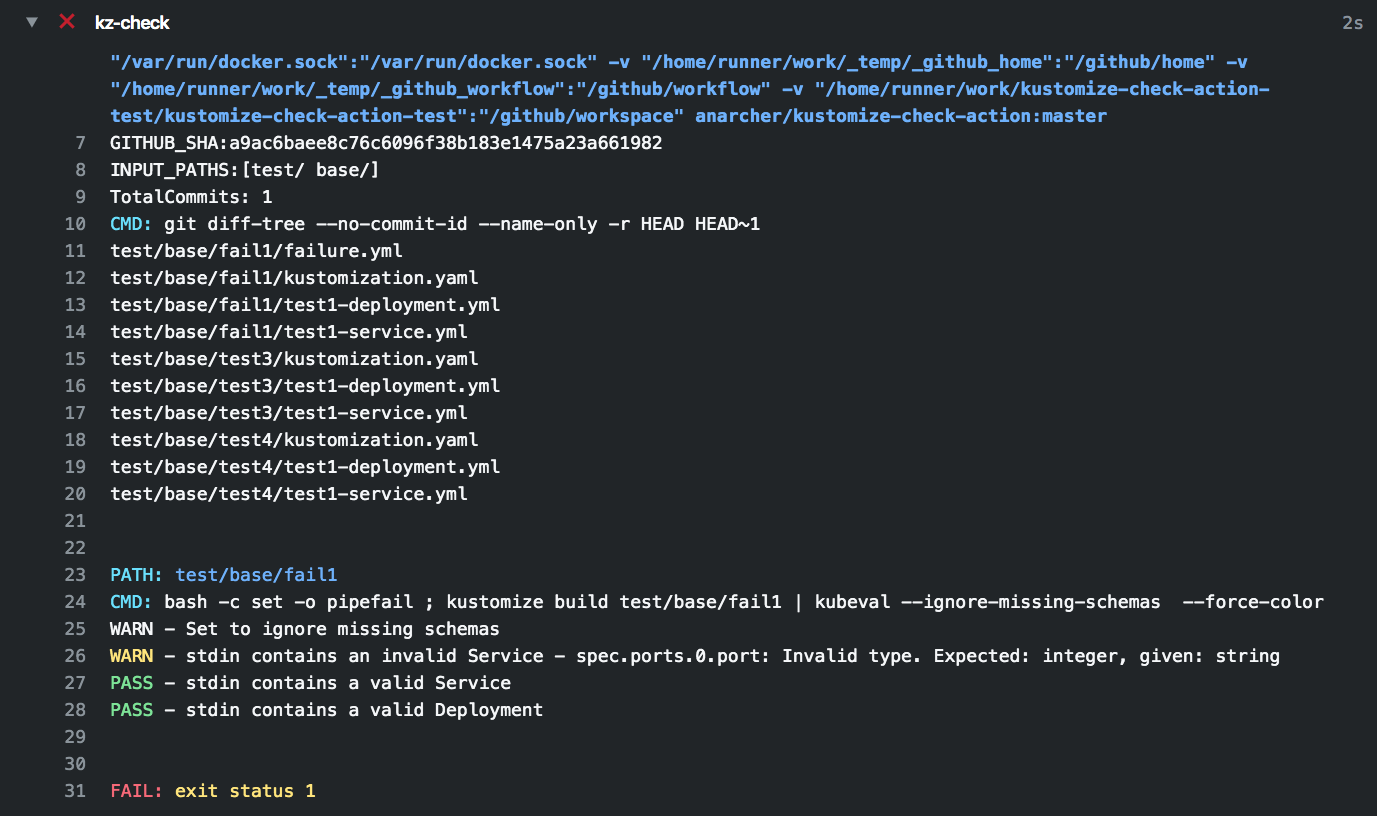 ▼ ✕ kz-check 2s
"/var/run/docker.sock":"/var/run/docker.sock" -v "/home/runner/work/_temp/_github_home":"/github/home" -v
"/home/runner/work/_temp/_github_workflow":"/github/workflow" -v "/home/runner/work/kustomize-check-action-
test/kustomize-check-action-test":"/github/workspace" anarcher/kustomize-check-action:master
7 GITHUB_SHA:a9ac6baee8c76c6096f38b183e1475a23a661982
8 INPUT_PATHS:[test/ base/]
9 TotalCommits: 1
10 CMD: git diff-tree --no-commit-id --name-only -r HEAD HEAD~1
11 test/base/fail1/failure.yml
12 test/base/fail1/kustomization.yaml
13 test/base/fail1/test1-deployment.yml
14 test/base/fail1/test1-service.yml
15 test/base/test3/kustomization.yaml
16 test/base/test3/test1-deployment.yml
17 test/base/test3/test1-service.yml
18 test/base/test4/kustomization.yaml
19 test/base/test4/test1-deployment.yml
20 test/base/test4/test1-service.yml
21
22
23 PATH: test/base/fail1
24 CMD: bash -c set -o pipefail ; kustomize build test/base/fail1 | kubeval --ignore-missing-schemas  --force-color
25 WARN - Set to ignore missing schemas
26 WARN - stdin contains an invalid Service - spec.ports.0.port: Invalid type. Expected: integer, given: string
27 PASS - stdin contains a valid Service
28 PASS - stdin contains a valid Deployment
29
30
31 FAIL: exit status 1